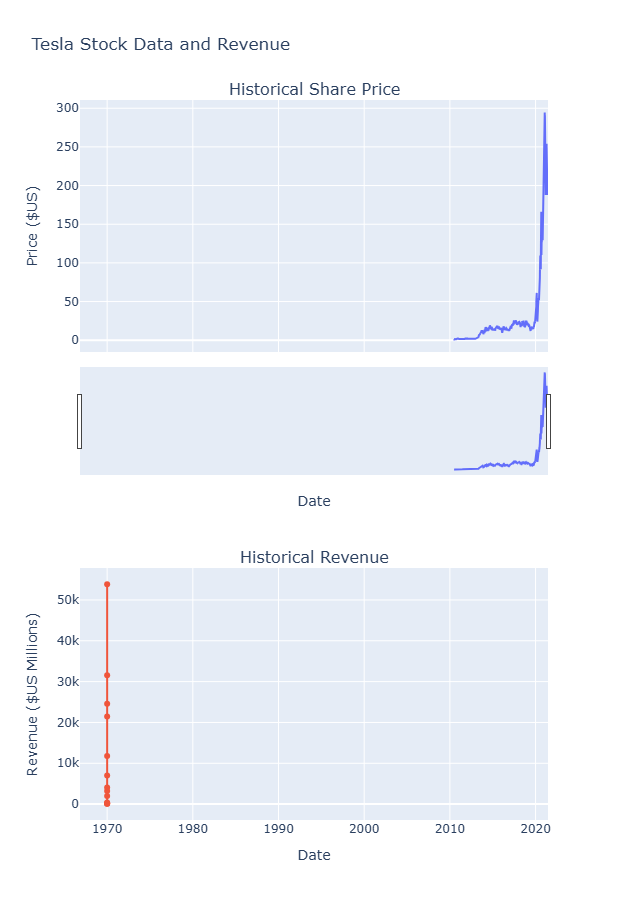 Tesla Stock Data and Revenue
Historical Share Price
300
250
200
150
100
50
0
Price ($US)
Date
Historical Revenue
50k
40k
30k
20k
10k
0
Revenue ($US Millions)
1970 1980 1990 2000 2010 2020
Date